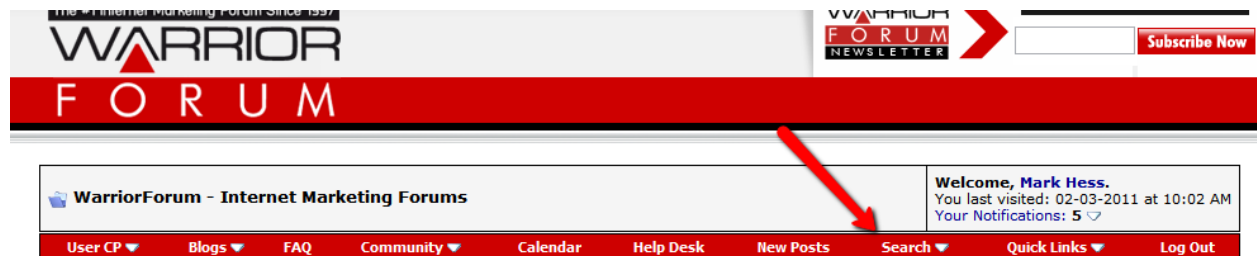 The #1 Internet Marketing Forum Since 1997
WARRIOR
FORUM
WARRIOR
FORUM
NEWSLETTER
Subscribe Now
WarriorForum - Internet Marketing Forums
Welcome, Mark Hess.
You last visited: 02-03-2011 at 10:02 AM
Your Notifications: 5
User CP Blogs FAQ Community Calendar Help Desk New Posts Search Quick Links Log Out